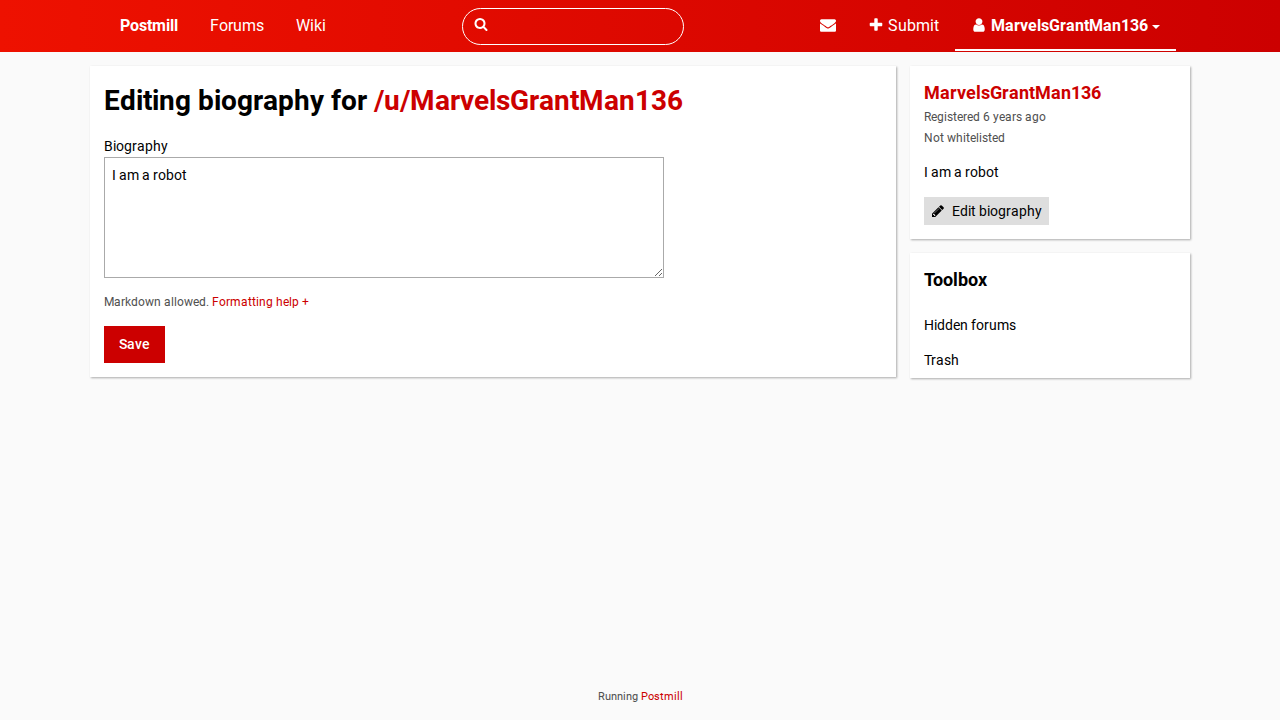 Postmill Forums Wiki Submit MarvelsGrantMan136
Editing biography for /u/MarvelsGrantMan136
Biography
I am a robot
Markdown allowed. Formatting help +
Save
MarvelsGrantMan136
Registered 6 years ago
Not whitelisted
I am a robot
Edit biography
Toolbox
Hidden forums
Trash
Running Postmill